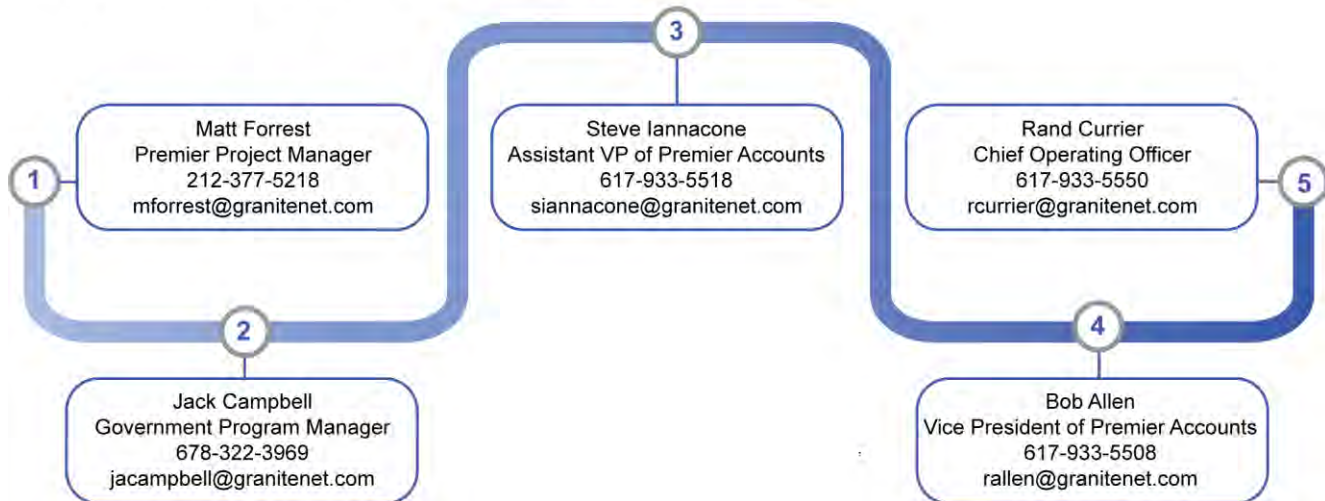 1
Matt Forrest
Premier Project Manager
212-377-5218
mforrest@granitenet.com
2
Jack Campbell
Government Program Manager
678-322-3969
jacampbell@granitenet.com
3
Steve Iannacone
Assistant VP of Premier Accounts
617-933-5518
siannacone@granitenet.com
4
Bob Allen
Vice President of Premier Accounts
617-933-5508
rallen@granitenet.com
5
Rand Currier
Chief Operating Officer
617-933-5550
rcurrier@granitenet.com